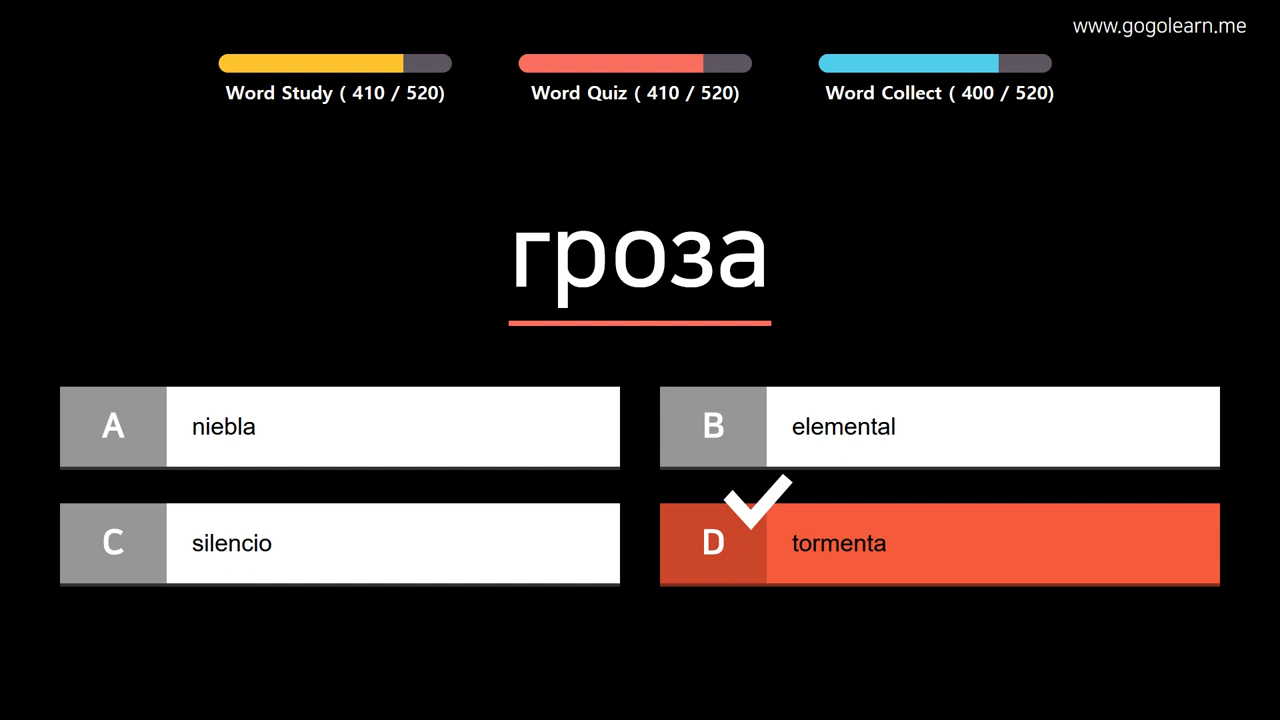 www.gogolearn.me
Word Study ( 410 / 520)
Word Quiz ( 410 / 520)
Word Collect ( 400 / 520)
гроза
A niebla
B elemental
C silencio
D tormenta